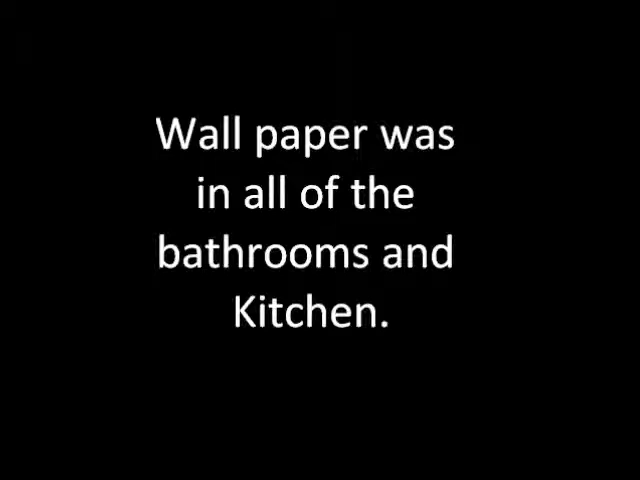 Wall paper was
in all of the
bathrooms and
Kitchen.